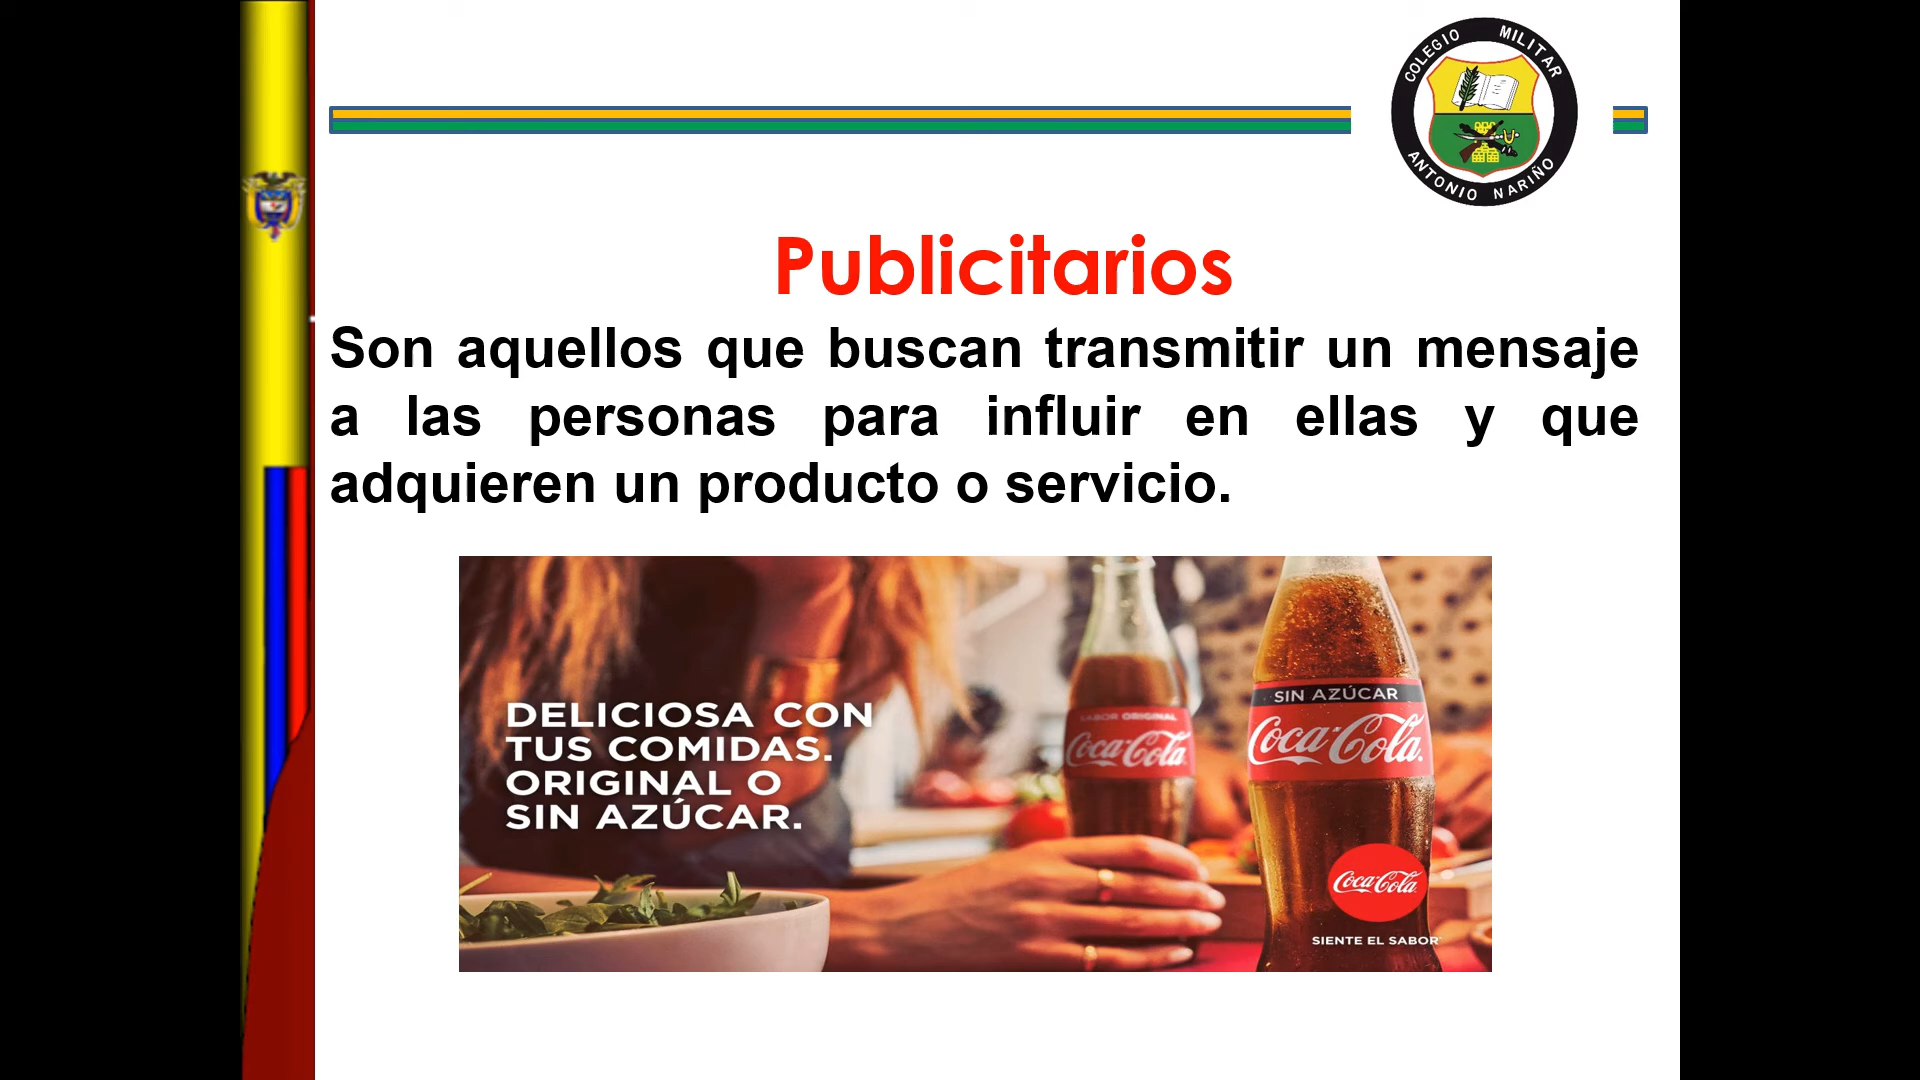 COLEGIO MILITAR
ANTONIO NARIÑO
Publicitarios
Son aquellos que buscan transmitir un mensaje
a las personas para influir en ellas y que
adquieren un producto o servicio.
DELICIOSA CON
TUS COMIDAS.
ORIGINAL O
SIN AZÚCAR.
SABOR ORIGINAL
Coca-Cola
SIN AZÚCAR
Coca-Cola
Coca-Cola
SIENTE EL SABOR